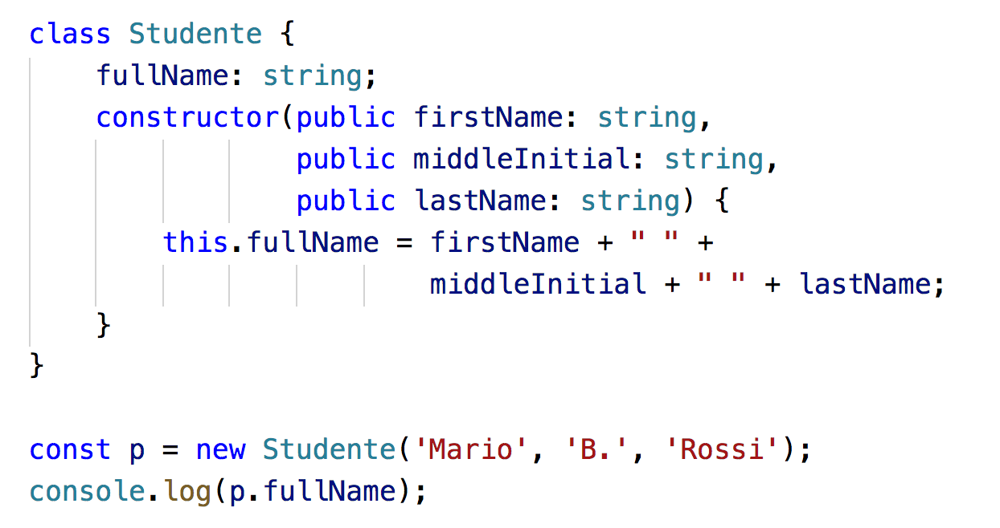 class Studente {
    fullName: string;
    constructor(public firstName: string,
                public middleInitial: string,
                public lastName: string) {
        this.fullName = firstName + " " +
                        middleInitial + " " + lastName;
    }
}

const p = new Studente('Mario', 'B.', 'Rossi');
console.log(p.fullName);